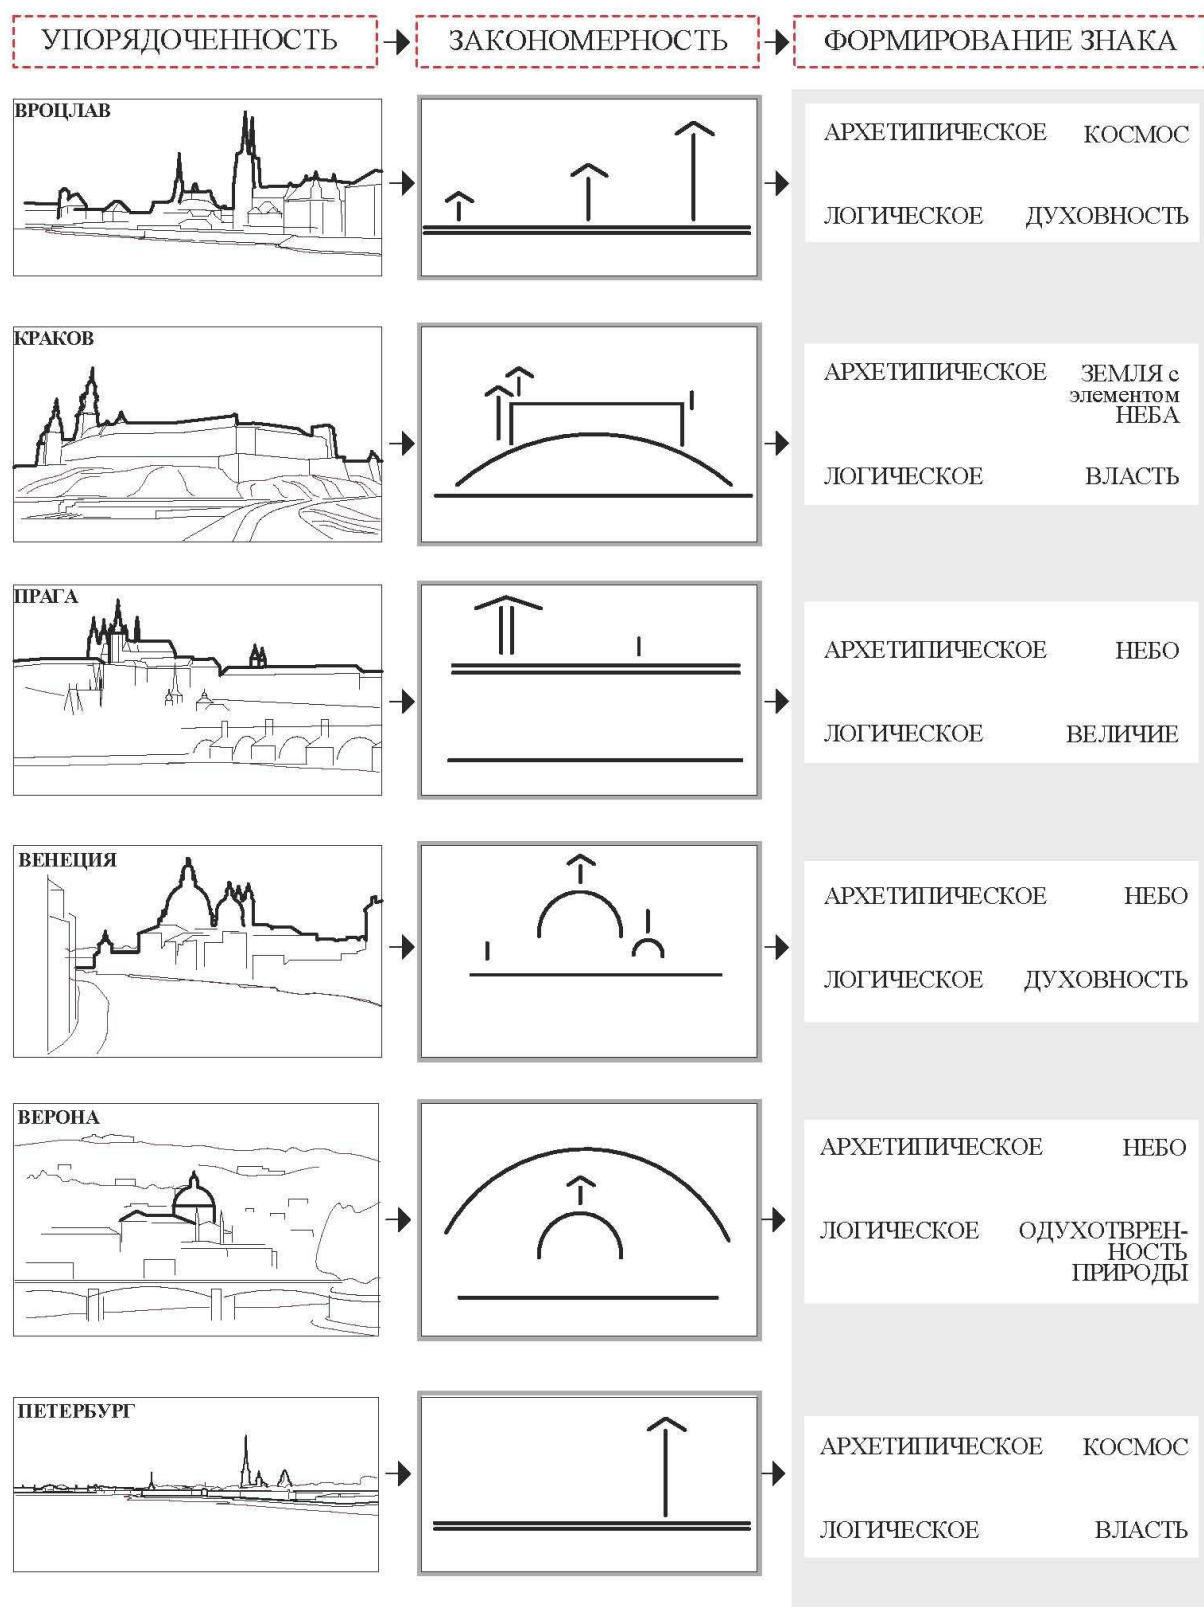 УПОРЯДОЧЕННОСТЬ ЗАКОНОМЕРНОСТЬ ФОРМИРОВАНИЕ ЗНАКА
ВРОЦЛАВ
АРХЕТИПИЧЕСКОЕ КОСМОС
ЛОГИЧЕСКОЕ ДУХОВНОСТЬ
КРАКОВ
АРХЕТИПИЧЕСКОЕ ЗЕМЛЯ с
элементом
НЕБА
ЛОГИЧЕСКОЕ ВЛАСТЬ
ПРАГА
АРХЕТИПИЧЕСКОЕ НЕБО
ЛОГИЧЕСКОЕ ВЕЛИЧИЕ
ВЕНЕЦИЯ
АРХЕТИПИЧЕСКОЕ НЕБО
ЛОГИЧЕСКОЕ ДУХОВНОСТЬ
ВЕРОНА
АРХЕТИПИЧЕСКОЕ НЕБО
ЛОГИЧЕСКОЕ ОДУХОТВРЕН-
НОСТЬ
ПРИРОДЫ
ПЕТЕРБУРГ
АРХЕТИПИЧЕСКОЕ КОСМОС
ЛОГИЧЕСКОЕ ВЛАСТЬ